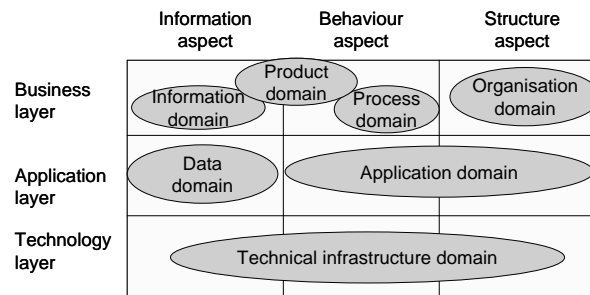 Information
aspect
Behaviour
aspect
Structure
aspect
Business
layer
Information
domain
Product
domain
Process
domain
Organisation
domain
Application
layer
Data
domain
Application domain
Technology
layer
Technical infrastructure domain